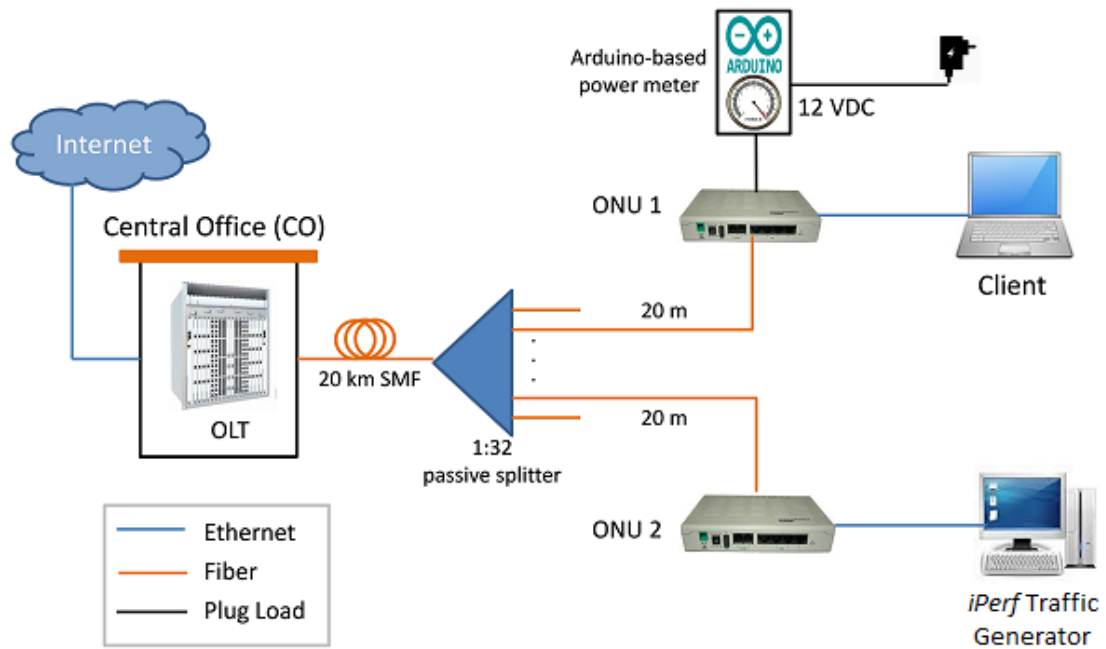 Arduino-based
power meter
ARDUINO
12 VDC
Internet
ONU 1
Central Office (CO)
Client
20 m
20 km SMF
20 m
OLT
1:32
passive splitter
Ethernet
Fiber
Plug Load
ONU 2
iPerf Traffic
Generator